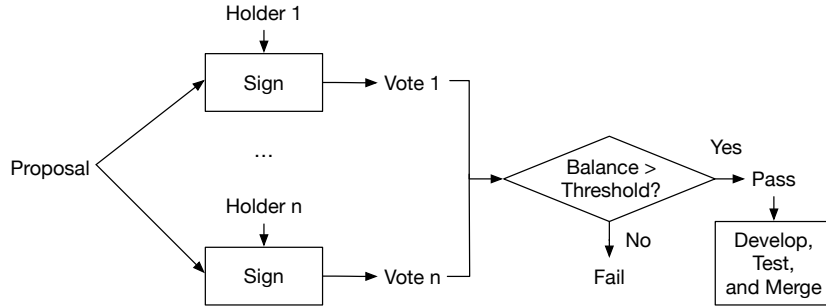 Holder 1
Sign
Vote 1
Proposal
...
Holder n
Sign
Vote n
Balance >
Threshold?
Yes
Pass
No
Fail
Develop,
Test,
and Merge